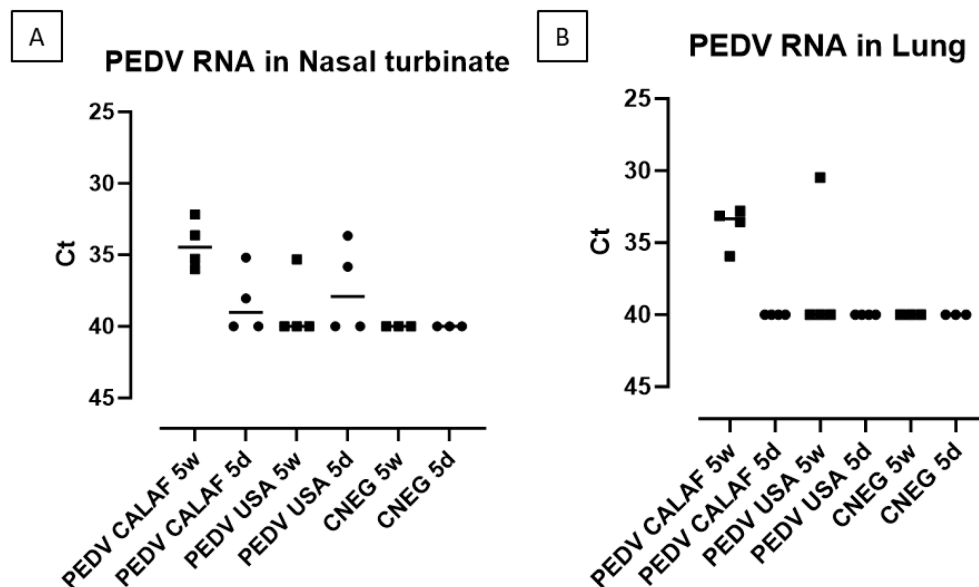 A
PEDV RNA in Nasal turbinate
25
30
35
40
45
Ct
PEDV CALAF 5w
PEDV CALAF 5d
PEDV USA 5w
PEDV USA 5d
CNEG 5w
CNEG 5d
B
PEDV RNA in Lung
25
30
35
40
45
Ct
PEDV CALAF 5w
PEDV CALAF 5d
PEDV USA 5w
PEDV USA 5d
CNEG 5w
CNEG 5d